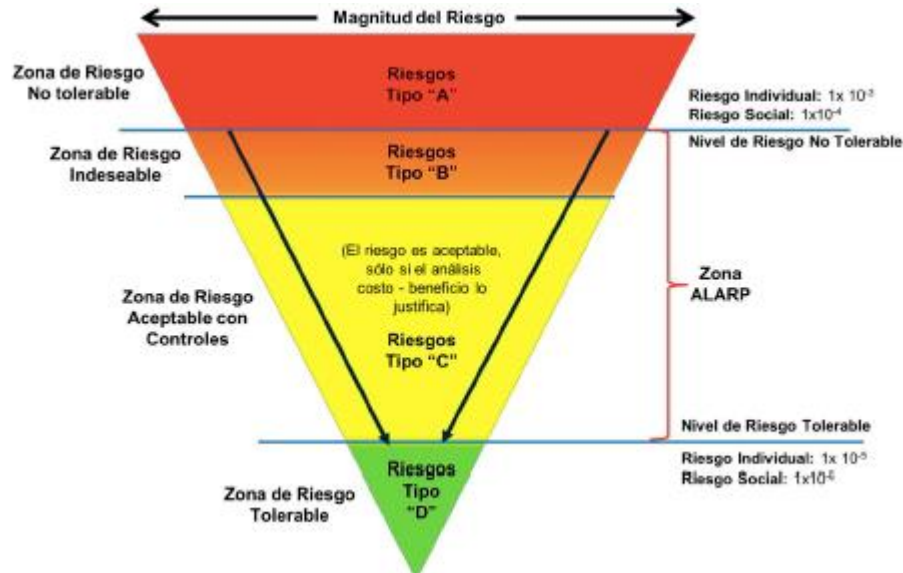 Magnitud del Riesgo
Zona de Riesgo
No tolerable
Riesgos
Tipo "A"
Riesgo Individual: 1x 10⁻³
Riesgo Social: 1x10⁻⁴
Nivel de Riesgo No Tolerable
Zona de Riesgo
Indeseable
Riesgos
Tipo "B"
(El riesgo es aceptable,
sólo si el análisis
costo - beneficio lo
justifica)
Zona de Riesgo
Aceptable con
Controles
Riesgos
Tipo "C"
Zona
ALARP
Nivel de Riesgo Tolerable
Riesgo Individual: 1x 10⁻⁵
Riesgo Social:
Zona de Riesgo
Tolerable
Riesgos
Tipo
"D"